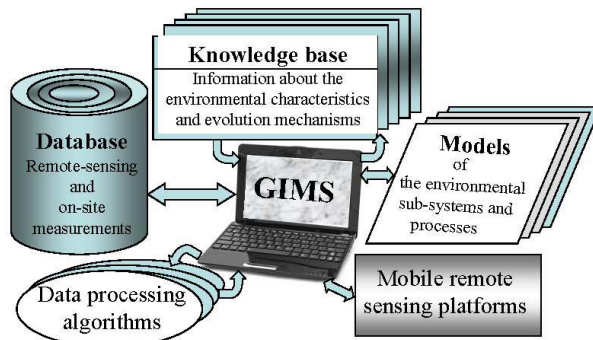 Knowledge base
Information about the
environmental characteristics
and evolution mechanisms
Database
Remote-sensing
and
on-site
measurements
GIMS
Models
of
the environmental
sub-systems and
processes
Data processing
algorithms
Mobile remote
sensing platforms